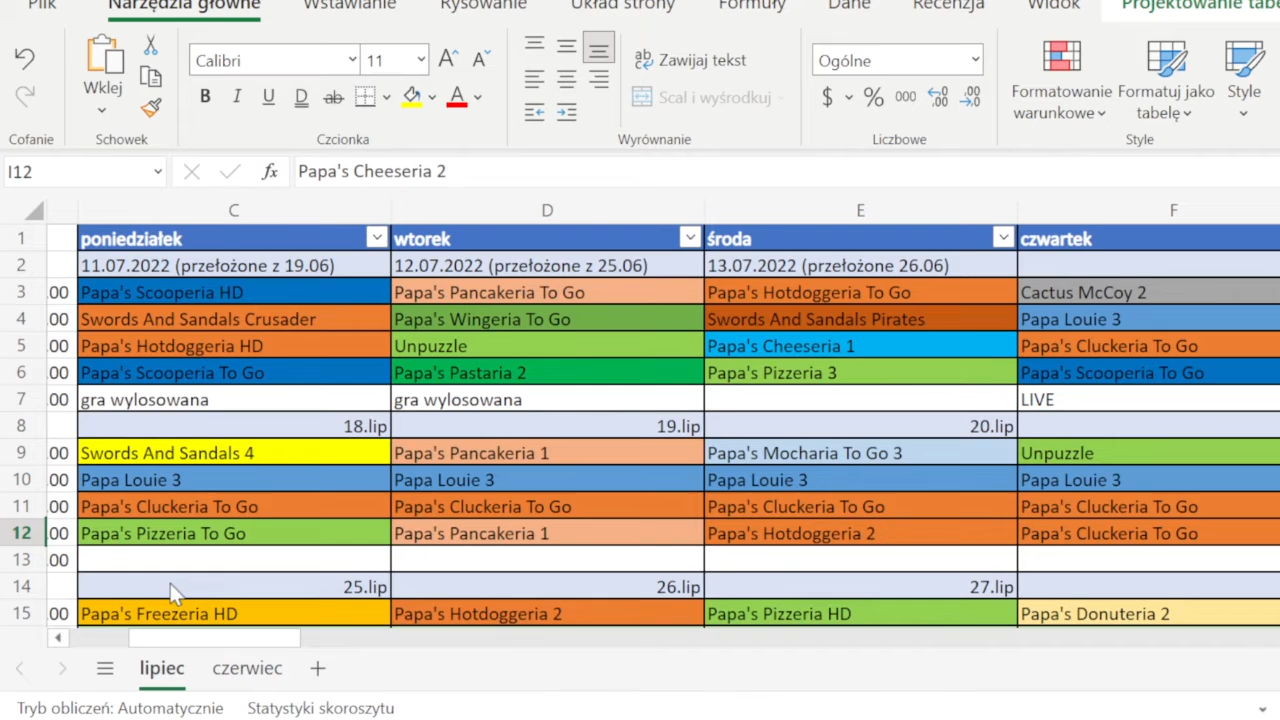 Plik Narzędzia główne Wstawianie Rysowanie Układ strony Formuły Dane Recenzja Widok Projektowanie tabe
Wklej
Calibri 11
Zawijaj tekst
Scal i wyśrodkuj
Ogólne
$ % 000
Formatowanie warunkowe
Formatuj jako tabelę
Style
Cofanie Schowek Czcionka Wyrównanie Liczbowe Style
I12 fx Papa's Cheeseria 2
C D E F
1 poniedziałek wtorek środa czwartek
2 11.07.2022 (przełożone z 19.06) 12.07.2022 (przełożone z 25.06) 13.07.2022 (przełożone 26.06)
3 .00 Papa's Scooperia HD Papa's Pancakeria To Go Papa's Hotdoggeria To Go Cactus McCoy 2
4 .00 Swords And Sandals Crusader Papa's Wingeria To Go Swords And Sandals Pirates Papa Louie 3
5 .00 Papa's Hotdoggeria HD Unpuzzle Papa's Cheeseria 1 Papa's Cluckeria To Go
6 .00 Papa's Scooperia To Go Papa's Pastaria 2 Papa's Pizzeria 3 Papa's Scooperia To Go
7 .00 gra wylosowana gra wylosowana LIVE
8 18.lip 19.lip 20.lip
9 .00 Swords And Sandals 4 Papa's Pancakeria 1 Papa's Mocharia To Go 3 Unpuzzle
10 .00 Papa Louie 3 Papa Louie 3 Papa Louie 3 Papa Louie 3
11 .00 Papa's Cluckeria To Go Papa's Cluckeria To Go Papa's Cluckeria To Go Papa's Cluckeria To Go
12 .00 Papa's Pizzeria To Go Papa's Pancakeria 1 Papa's Hotdoggeria 2 Papa's Cluckeria To Go
13 .00
14 25.lip 26.lip 27.lip
15 .00 Papa's Freezeria HD Papa's Hotdoggeria 2 Papa's Pizzeria HD Papa's Donuteria 2
lipiec czerwiec
Tryb obliczeń: Automatycznie Statystyki skoroszytu